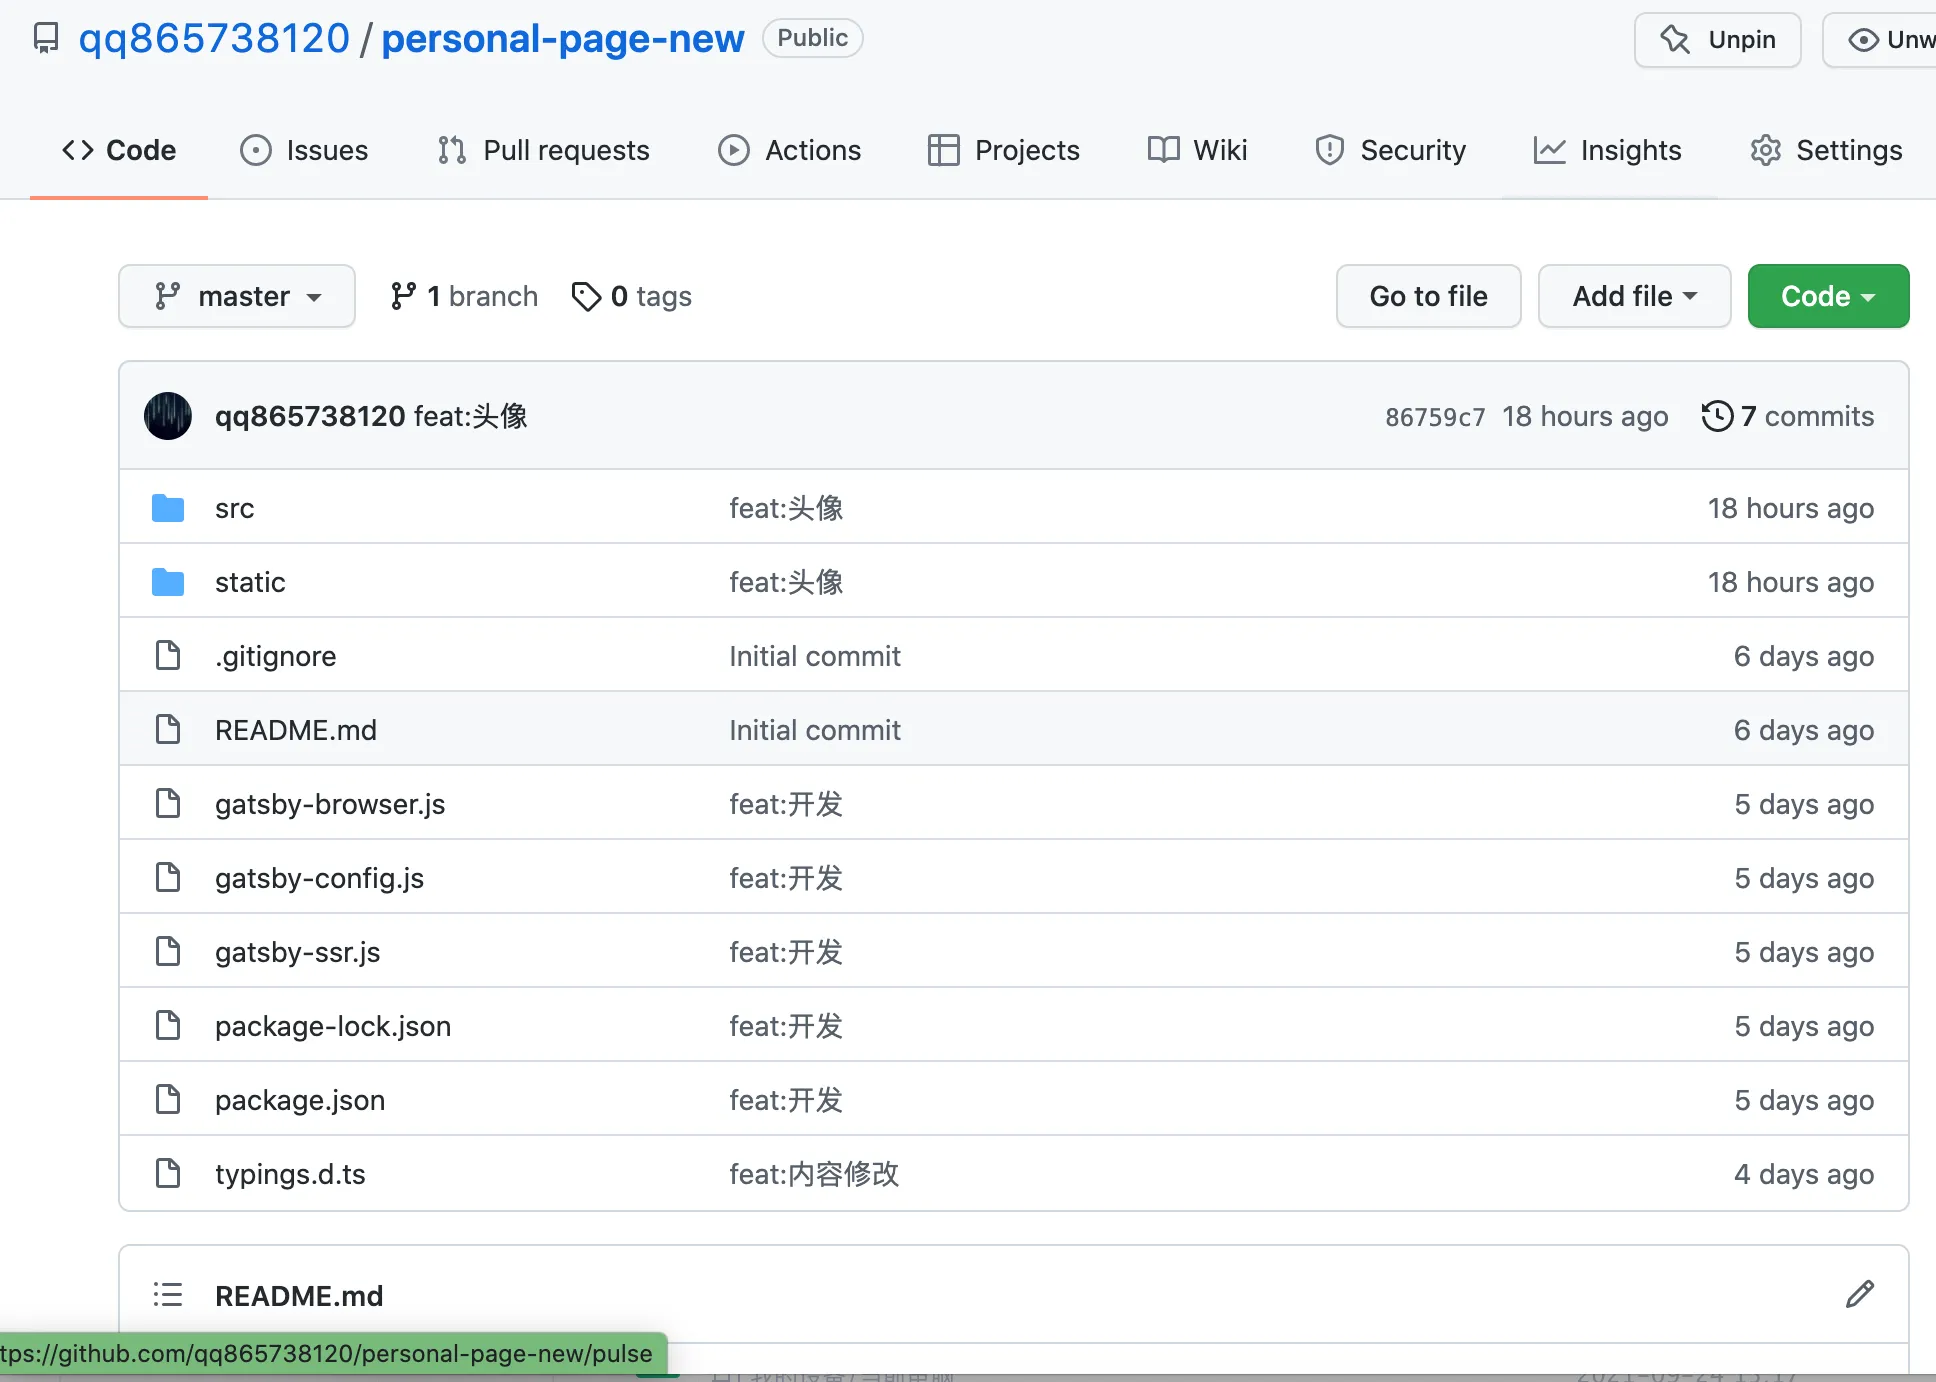 qq865738120 / personal-page-new Public Unpin Unw
Code Issues Pull requests Actions Projects Wiki Security Insights Settings
master 1 branch 0 tags Go to file Add file Code
qq865738120 feat:头像 86759c7 18 hours ago 7 commits
src feat:头像 18 hours ago
static feat:头像 18 hours ago
.gitignore Initial commit 6 days ago
README.md Initial commit 6 days ago
gatsby-browser.js feat:开发 5 days ago
gatsby-config.js feat:开发 5 days ago
gatsby-ssr.js feat:开发 5 days ago
package-lock.json feat:开发 5 days ago
package.json feat:开发 5 days ago
typings.d.ts feat:内容修改 4 days ago
README.md
tps://github.com/qq865738120/personal-page-new/pulse